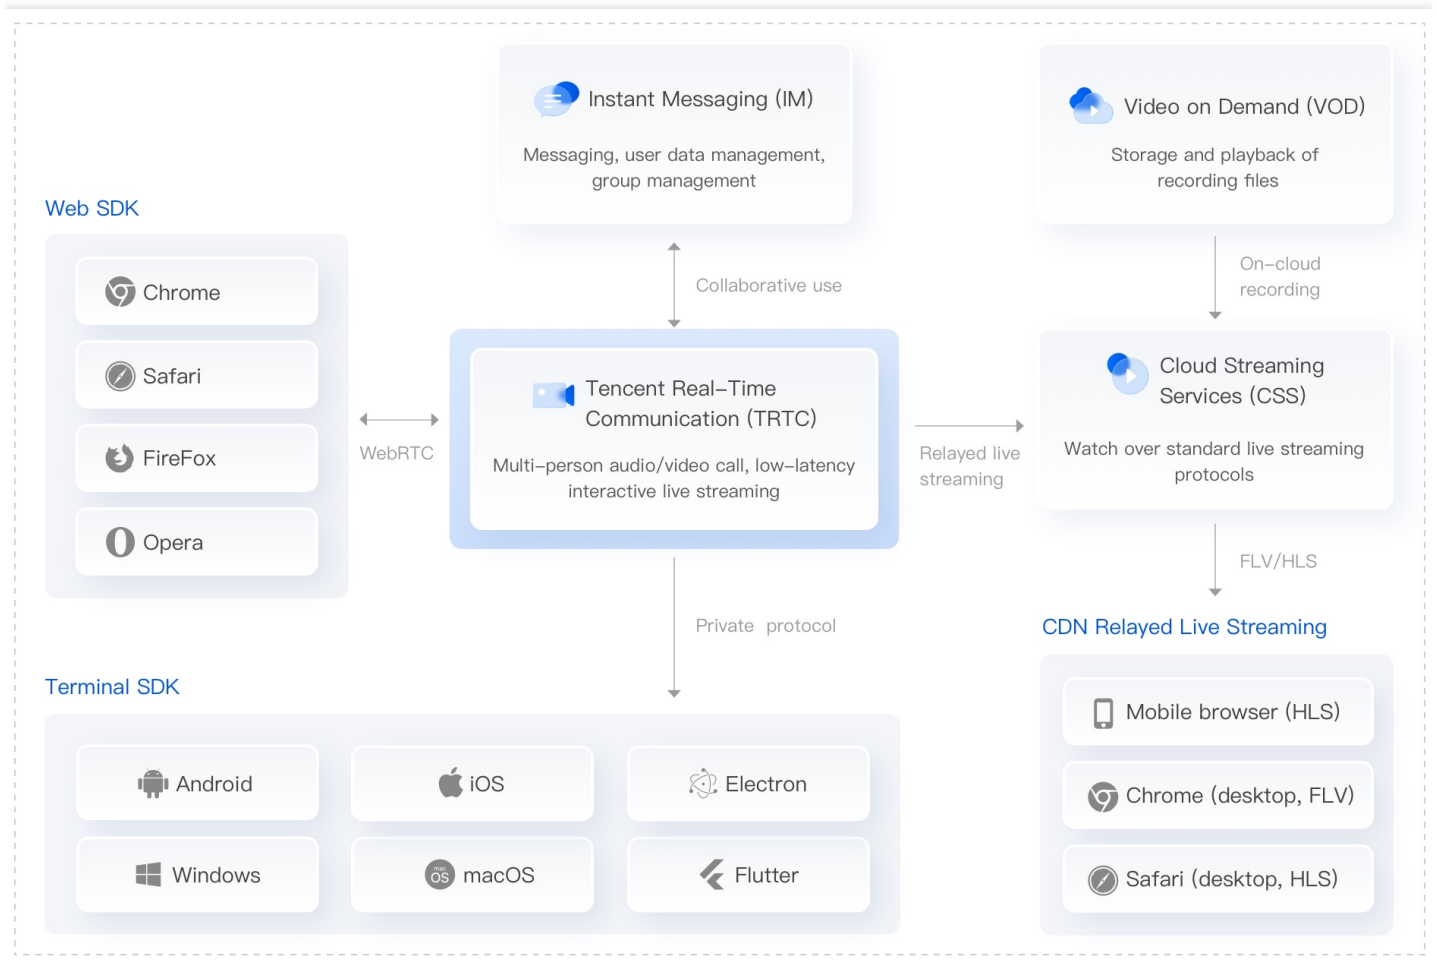 Instant Messaging (IM)
Messaging, user data management,
group management
Video on Demand (VOD)
Storage and playback of
recording files
Web SDK
Chrome
Safari
FireFox
Opera
Collaborative use
On-cloud
recording
WebRTC
Tencent Real-Time
Communication (TRTC)
Multi-person audio/video call, low-latency
interactive live streaming
Relayed live
streaming
Cloud Streaming
Services (CSS)
Watch over standard live streaming
protocols
Private protocol
FLV/HLS
Terminal SDK
Android
iOS
Electron
Windows
mac
OS
macOS
Flutter
CDN Relayed Live Streaming
Mobile browser (HLS)
Chrome (desktop, FLV)
Safari (desktop, HLS)